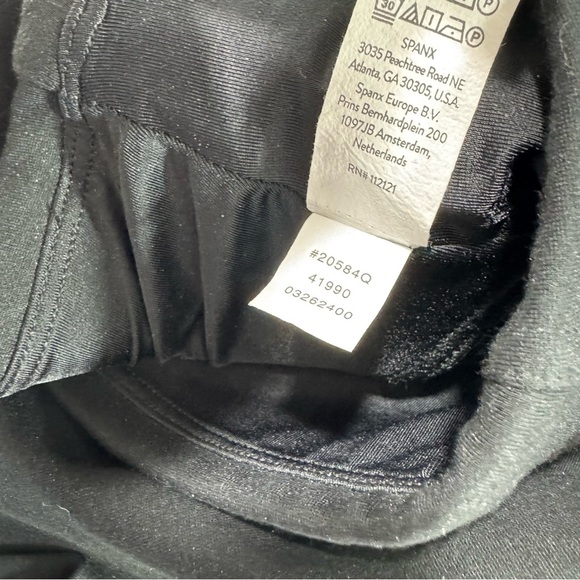 30
P
P
SPANX
3035 Peachtree Road NE
Atlanta, GA 30305, U.S.A.
Spanx Europe B.V.
Prins Bernhardplein 200
1097JB Amsterdam,
Netherlands
RN# 112121
#20584Q
41990
03262400